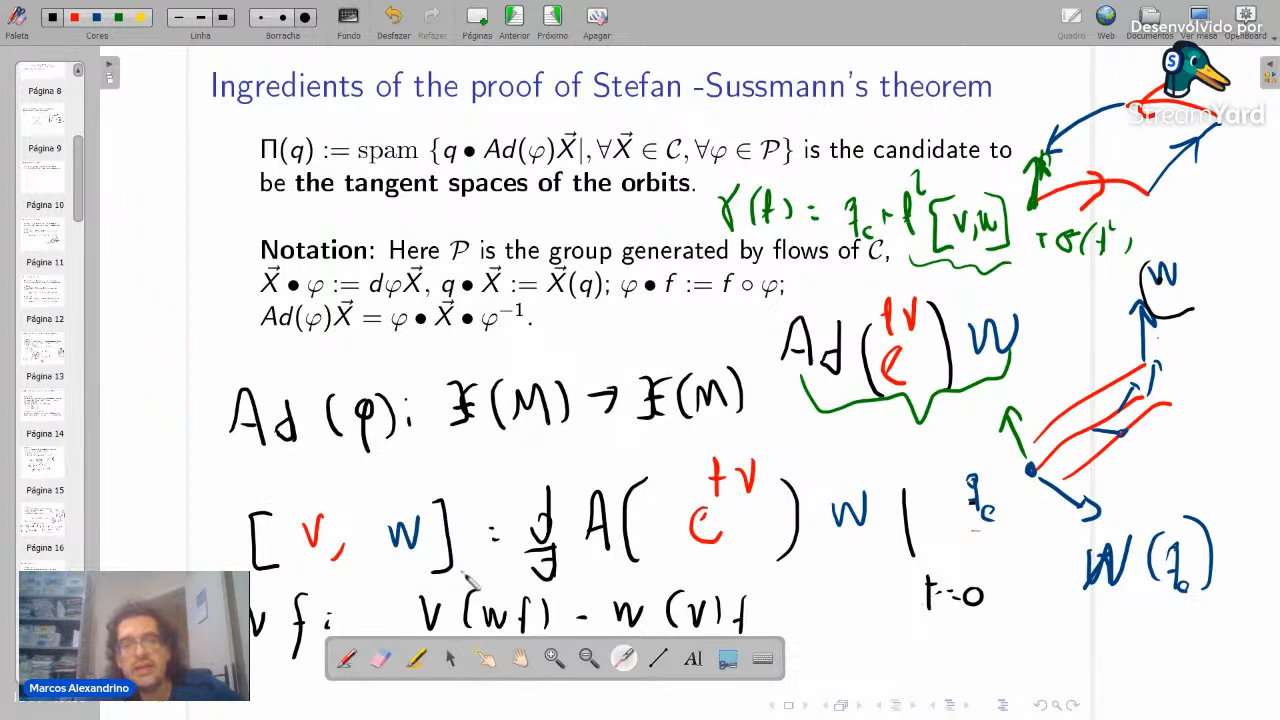 Paleta
Cores
Linha
Borracha
Fundo
Desfazer
Refazer
Páginas
Anterior
Próximo
Apagar
Quadro
Web
Documentos
Ver mesa
OpenBoard
Desenvolvido por
StreamYard
Página 8
Página 9
Página 10
Página 11
Página 12
Página 13
Página 14
Página 15
Página 16
Ingredients of the proof of Stefan -Sussmann's theorem
Π(q) := spam {q • Ad(φ)X⃗|, ∀X⃗ ∈ C, ∀φ ∈ P} is the candidate to
be the tangent spaces of the orbits.
Notation: Here P is the group generated by flows of C,
X⃗ • φ := dφX⃗, q • X⃗ := X⃗(q); φ • f := f ∘ φ;
Ad(φ)X⃗ = φ • X⃗ • φ⁻¹.
γ(t) = q₀ + t² [v,w]
Ad(e^{tv}) W
W
Ad(φ): 𝔛(M) → 𝔛(M)
[v, w] = A(e^{tv}) W |
t=0
q₀
W(q₀)
v(wf) - w(v)f
Marcos Alexandrino